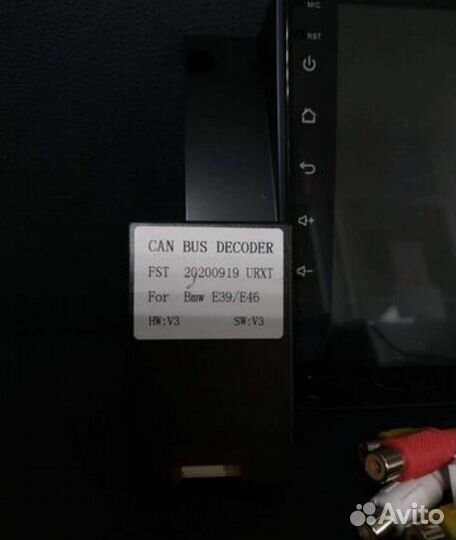 MIC
RST
CAN BUS DECODER
FST 20200919 URXT
For Bmw E39/E46
HW:V3 SW:V3
Avito